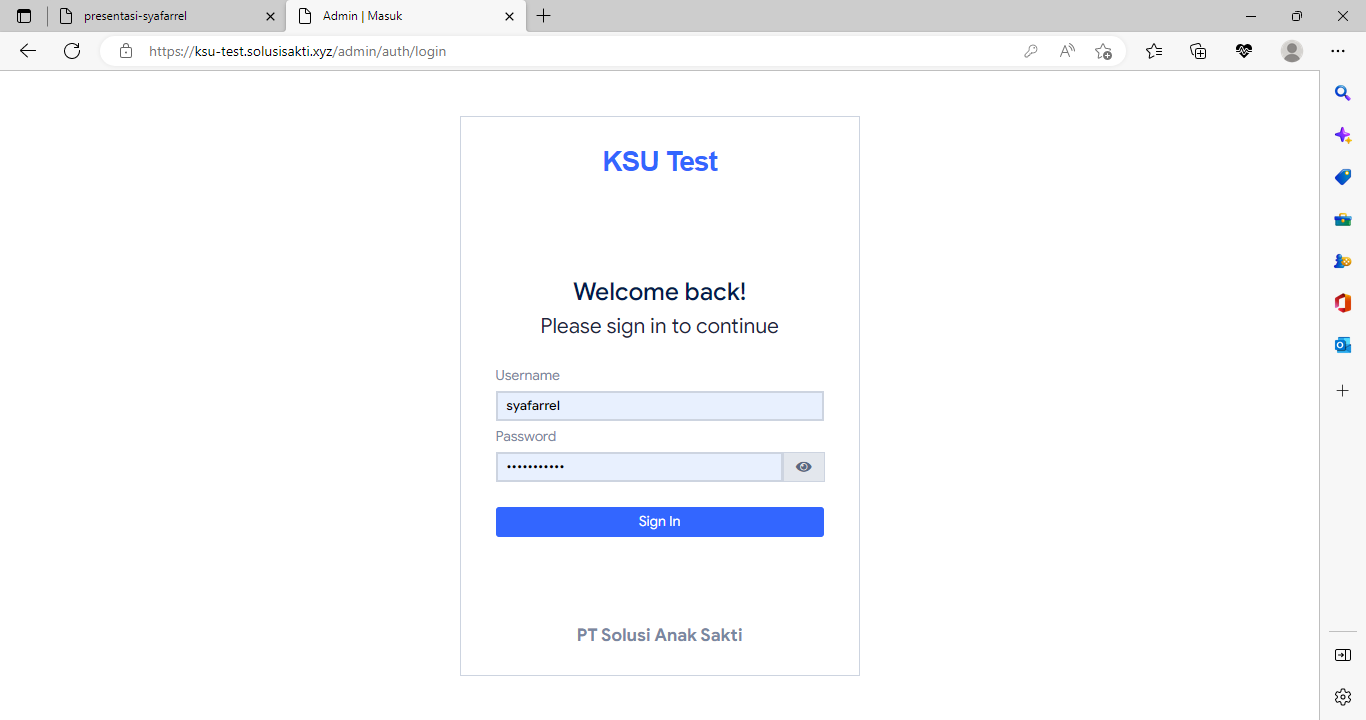 presentasi-syafarrel
Admin | Masuk
https://ksu-test.solusisakti.xyz/admin/auth/login
KSU Test
Welcome back!
Please sign in to continue
Username
syafarrel
Password
•••••••••••
Sign In
PT Solusi Anak Sakti